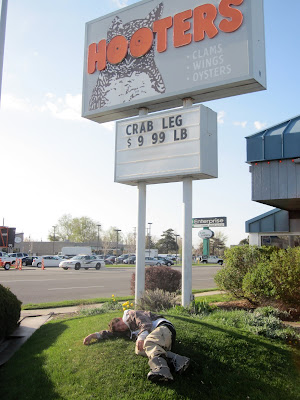 HOOTERS
· CLAMS
· WINGS
· OYSTERS
CRAB LEG
$ 9 99 LB
Enterprise